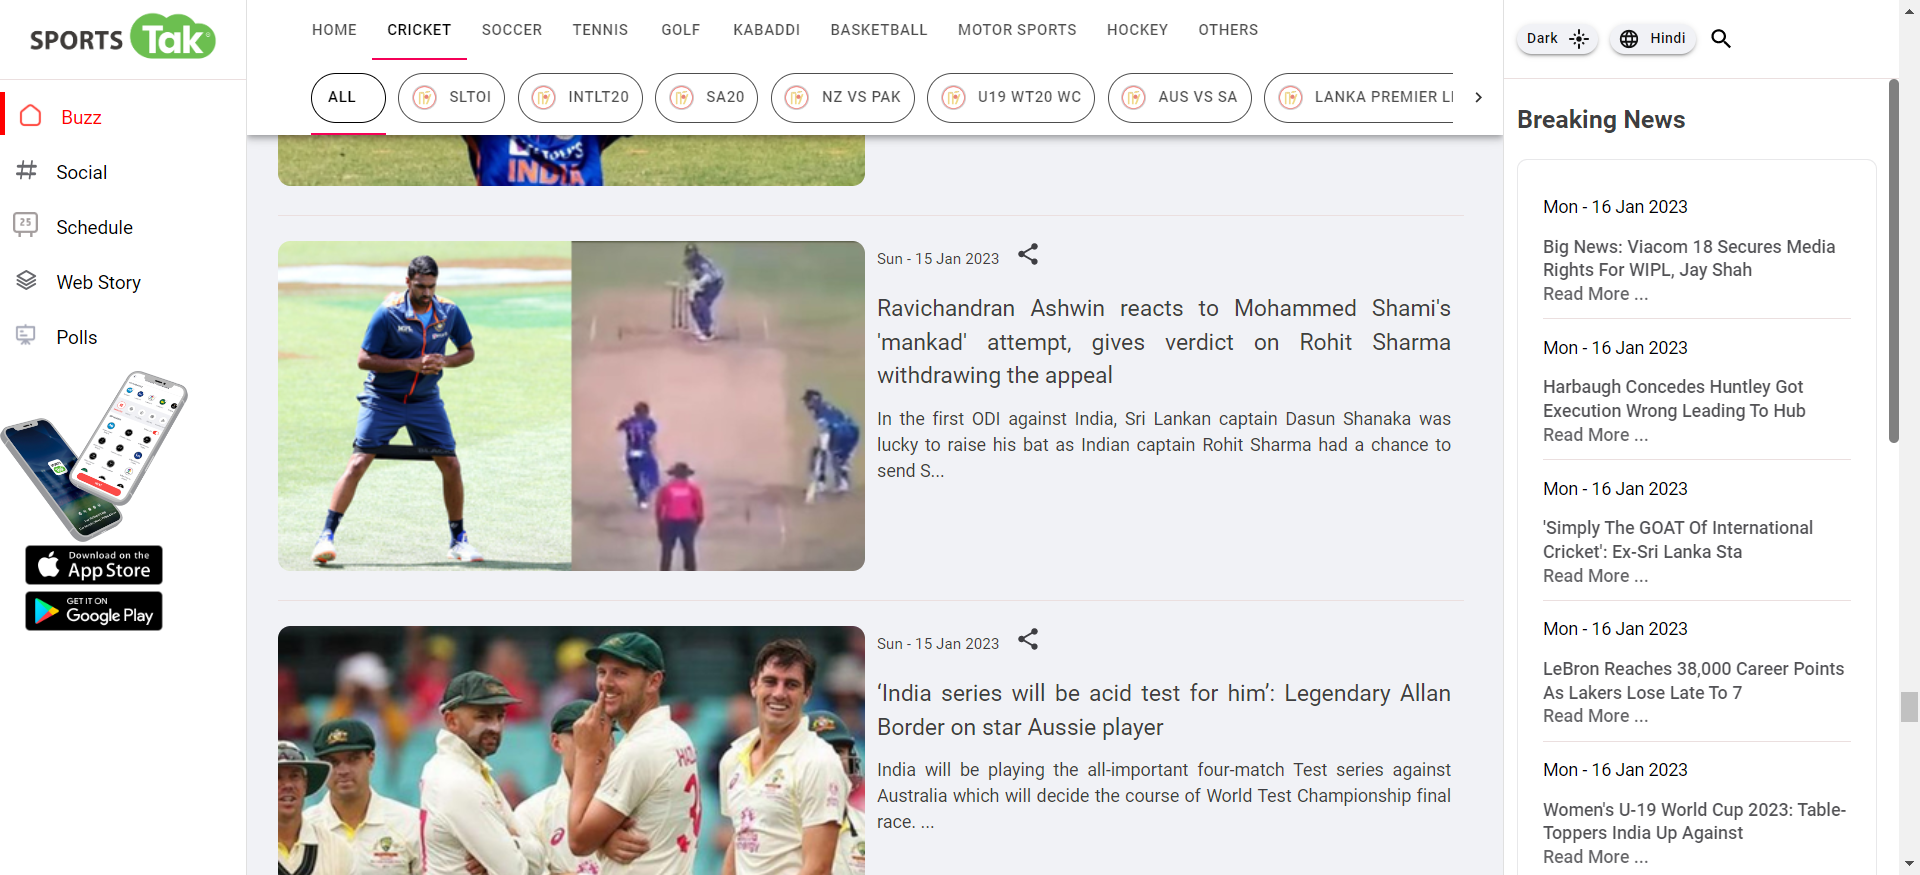 SPORTS Tak
Buzz
Social
25
Schedule
Web Story
Polls
Download on the
App Store
GET IT ON
Google Play
HOME CRICKET SOCCER TENNIS GOLF KABADDI BASKETBALL MOTOR SPORTS HOCKEY OTHERS
ALL SLTOI INTLT20 SA20 NZ VS PAK U19 WT20 WC AUS VS SA LANKA PREMIER
INDIA
Sun - 15 Jan 2023
Ravichandran Ashwin reacts to Mohammed Shami's
'mankad' attempt, gives verdict on Rohit Sharma
withdrawing the appeal
In the first ODI against India, Sri Lankan captain Dasun Shanaka was
lucky to raise his bat as Indian captain Rohit Sharma had a chance to
send S...
Sun - 15 Jan 2023
‘India series will be acid test for him’: Legendary Allan
Border on star Aussie player
India will be playing the all-important four-match Test series against
Australia which will decide the course of World Test Championship final
race. ...
Dark Hindi
Breaking News
Mon - 16 Jan 2023
Big News: Viacom 18 Secures Media
Rights For WIPL, Jay Shah
Read More ...
Mon - 16 Jan 2023
Harbaugh Concedes Huntley Got
Execution Wrong Leading To Hub
Read More ...
Mon - 16 Jan 2023
'Simply The GOAT Of International
Cricket': Ex-Sri Lanka Sta
Read More ...
Mon - 16 Jan 2023
LeBron Reaches 38,000 Career Points
As Lakers Lose Late To 7
Read More ...
Mon - 16 Jan 2023
Women's U-19 World Cup 2023: Table-
Toppers India Up Against
Read More ...